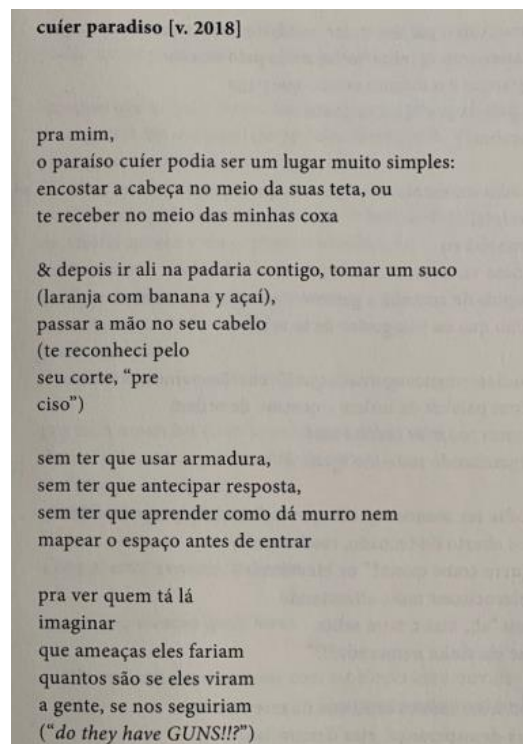 cuíer paradiso [v. 2018]
pra mim,
o paraíso cuíer podia ser um lugar muito simples:
encostar a cabeça no meio da suas teta, ou
te receber no meio das minhas coxa
& depois ir ali na padaria contigo, tomar um suco
(laranja com banana y açaí),
passar a mão no seu cabelo
(te reconheci pelo
seu corte, “pre
ciso”)
sem ter que usar armadura,
sem ter que antecipar resposta,
sem ter que aprender como dá murro nem
mapear o espaço antes de entrar
pra ver quem tá lá
imaginar
que ameaças eles fariam
quantos são se eles viram
a gente, se nos seguiriam
(“do they have GUNS!!?”)